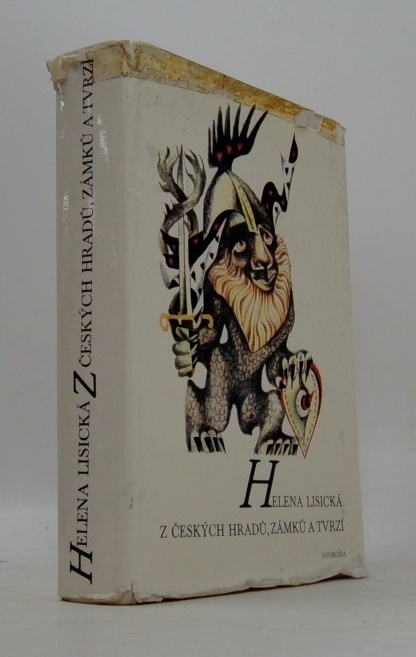 HELENA LISICKÁ Z ČESKÝCH HRADŮ, ZÁMKŮ A TVRZÍ
HELENA LISICKÁ
Z ČESKÝCH HRADŮ, ZÁMKŮ A TVRZÍ
SVOBODA